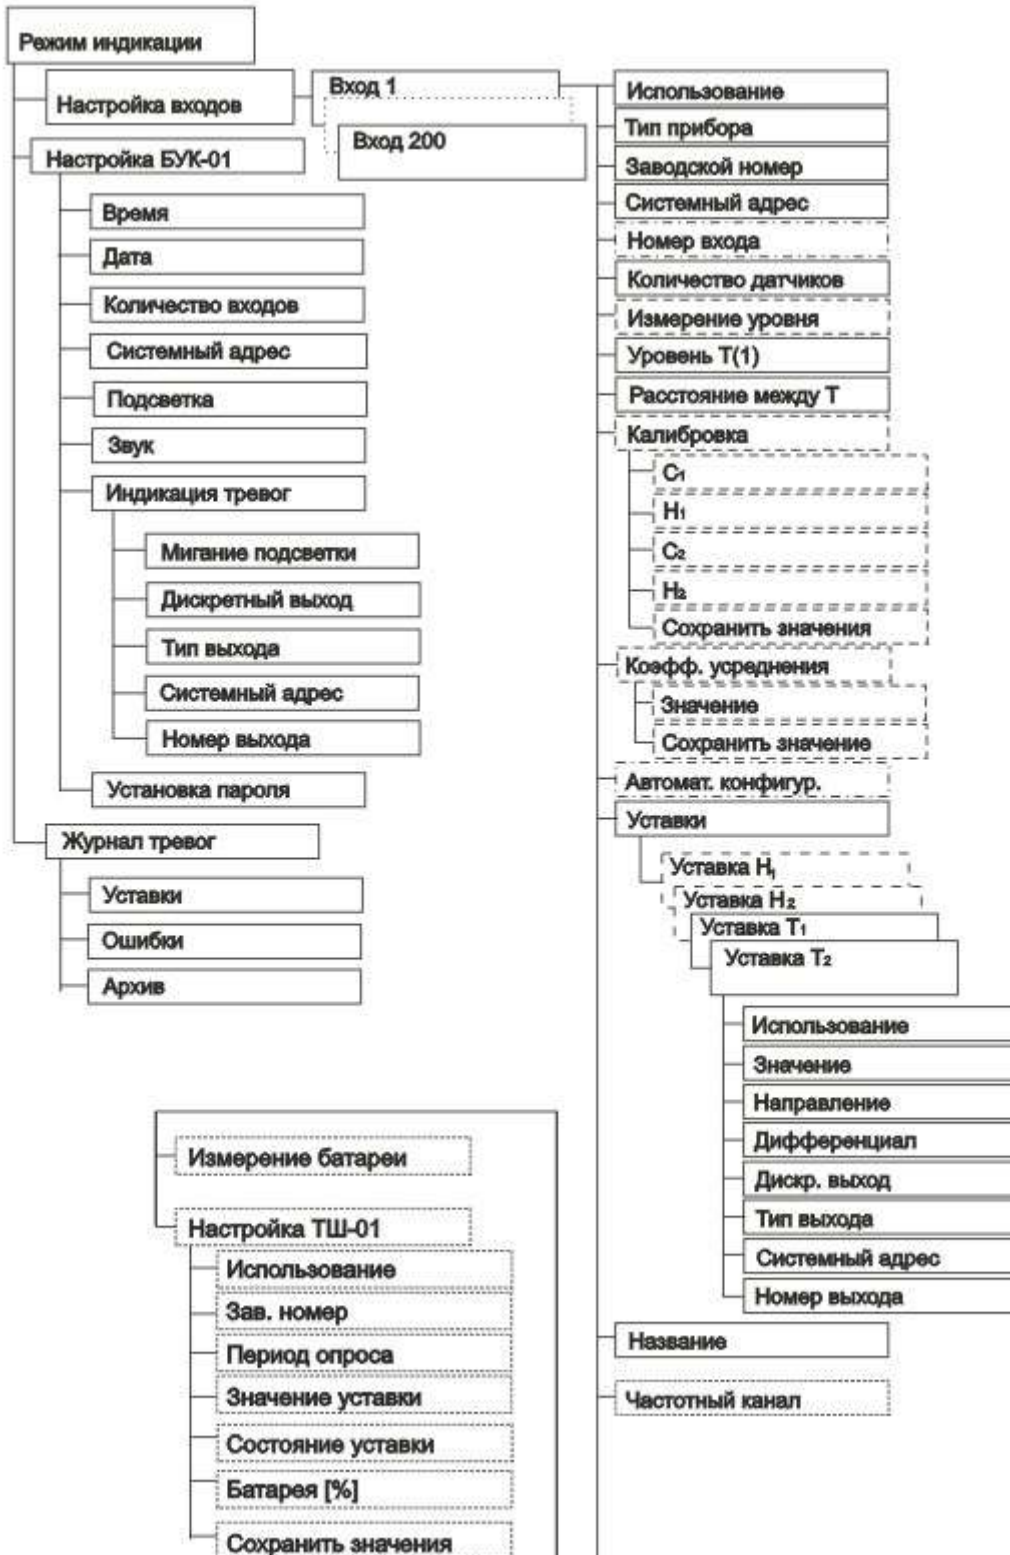 Режим индикации
Настройка входов
Вход 1
Вход 200
Настройка БУК-01
Время
Дата
Количество входов
Системный адрес
Подсветка
Звук
Индикация тревог
Мигание подсветки
Дискретный выход
Тип выхода
Системный адрес
Номер выхода
Установка пароля
Журнал тревог
Уставки
Ошибки
Архив
Использование
Тип прибора
Заводской номер
Системный адрес
Номер входа
Количество датчиков
Измерение уровня
Уровень Т(1)
Расстояние между Т
Калибровка
C₁
H₁
C₂
H₂
Сохранить значения
Коэфф. усреднения
Значение
Сохранить значение
Автомат. конфигур.
Уставки
Уставка H₁
Уставка H₂
Уставка T₁
Уставка T₂
Использование
Значение
Направление
Дифференциал
Дискр. выход
Тип выхода
Системный адрес
Номер выхода
Название
Частотный канал
Измерение батареи
Настройка ТШ-01
Использование
Зав. номер
Период опроса
Значение уставки
Состояние уставки
Батарея [%]
Сохранить значения